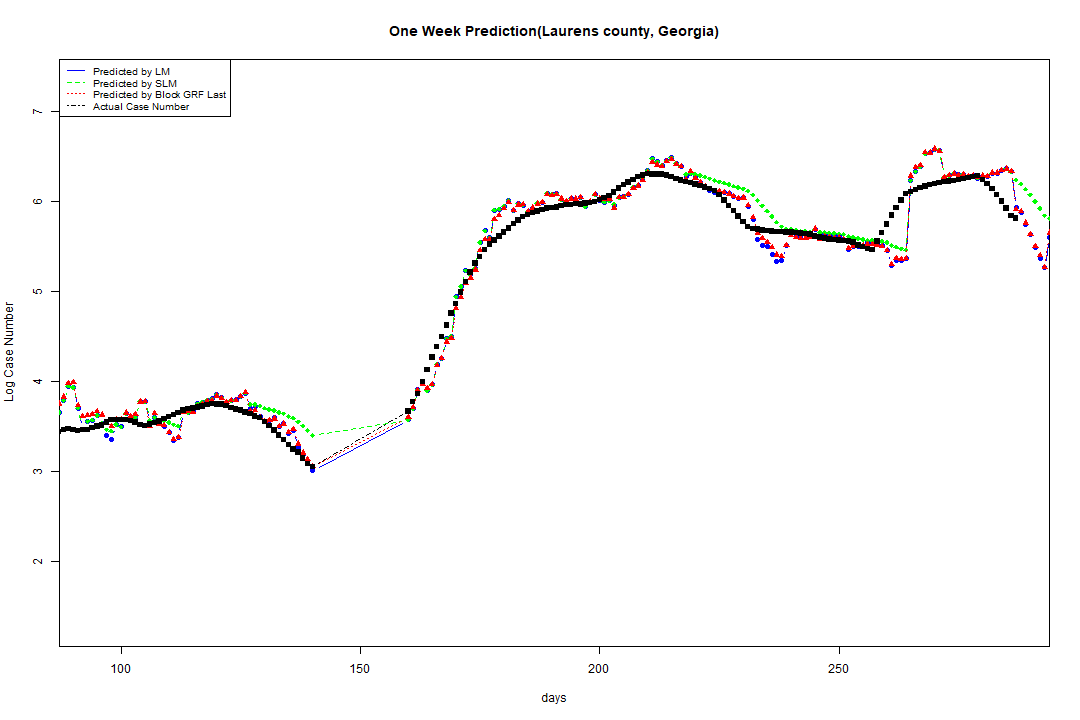 One Week Prediction(Laurens county, Georgia)
Predicted by LM
Predicted by SLM
Predicted by Block GRF Last
Actual Case Number
7
6
5
4
3
2
Log Case Number
100 150 200 250
days